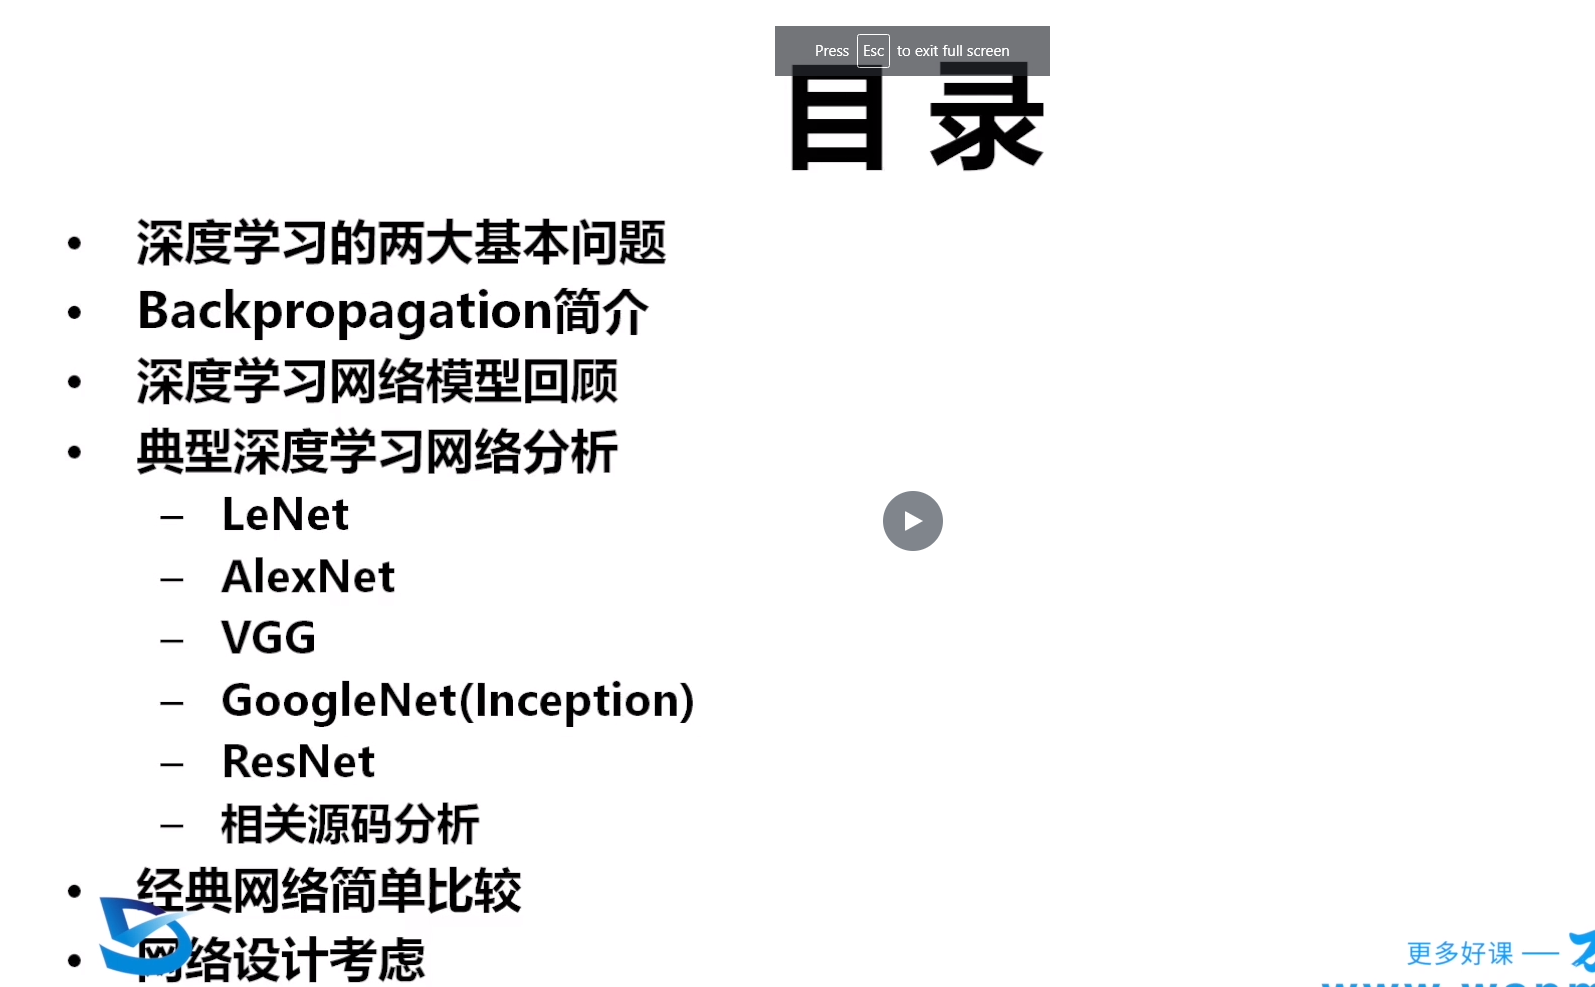 Press Esc to exit full screen
目录
• 深度学习的两大基本问题
• Backpropagation简介
• 深度学习网络模型回顾
• 典型深度学习网络分析
– LeNet
– AlexNet
– VGG
– GoogleNet(Inception)
– ResNet
– 相关源码分析
• 经典网络简单比较
• 网络设计考虑
更多好课 —